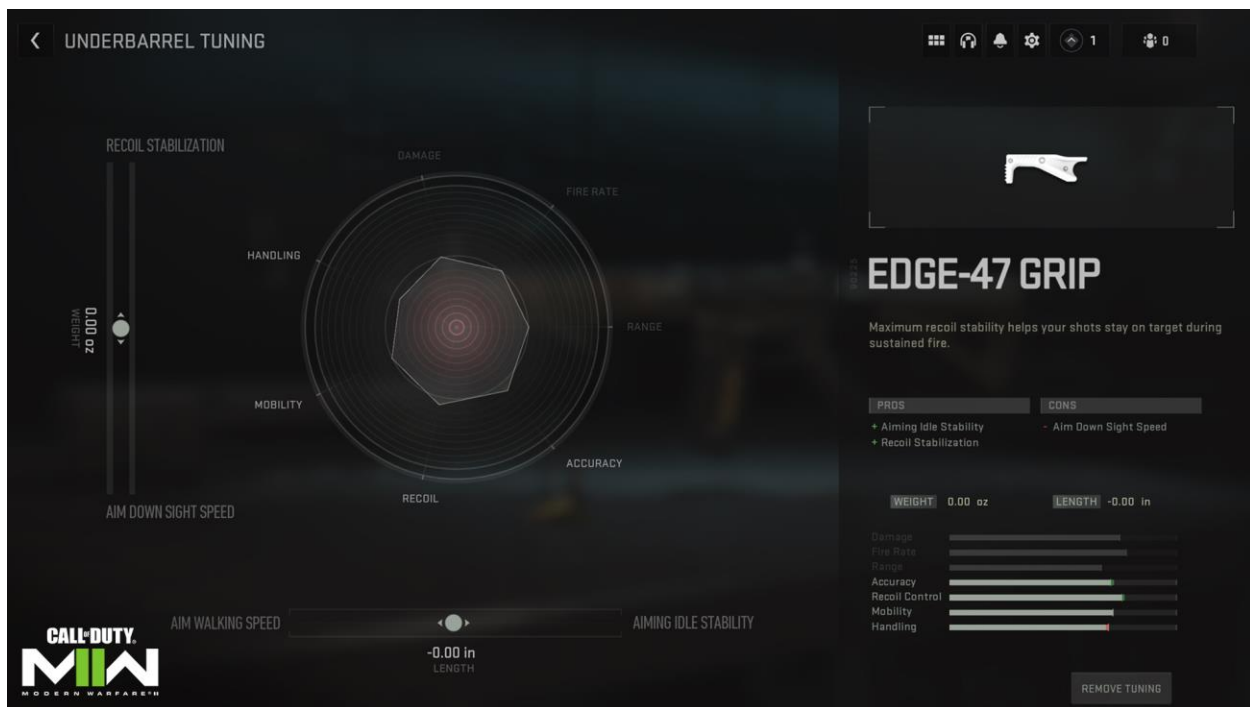 UNDERBARREL TUNING
1
0
RECOIL STABILIZATION
0.00 oz
WEIGHT
AIM DOWN SIGHT SPEED
DAMAGE
FIRE RATE
HANDLING
RANGE
MOBILITY
ACCURACY
RECOIL
AIM WALKING SPEED
AIMING IDLE STABILITY
-0.00 in
LENGTH
90225
EDGE-47 GRIP
Maximum recoil stability helps your shots stay on target during
sustained fire.
PROS
CONS
+ Aiming Idle Stability
- Aim Down Sight Speed
+ Recoil Stabilization
WEIGHT 0.00 oz
LENGTH -0.00 in
Damage
Fire Rate
Range
Accuracy
Recoil Control
Mobility
Handling
REMOVE TUNING
CALL OF DUTY.
MWII
MODERN WARFARE II